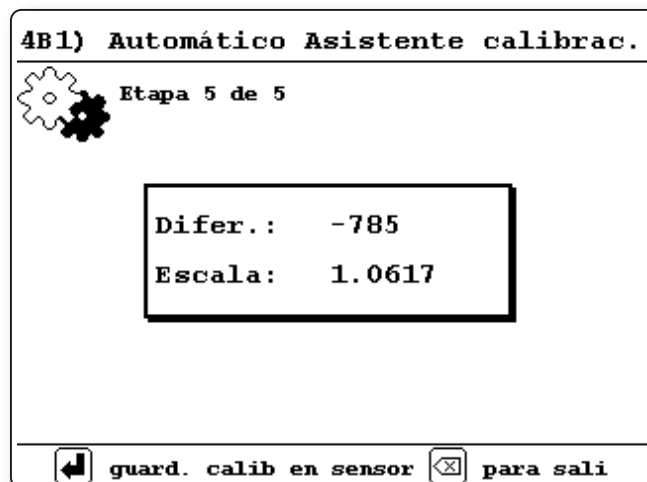 4B1) Automático Asistente calibrac.
Etapa 5 de 5
Difer.: -785
Escala: 1.0617
guard. calib en sensor para sali